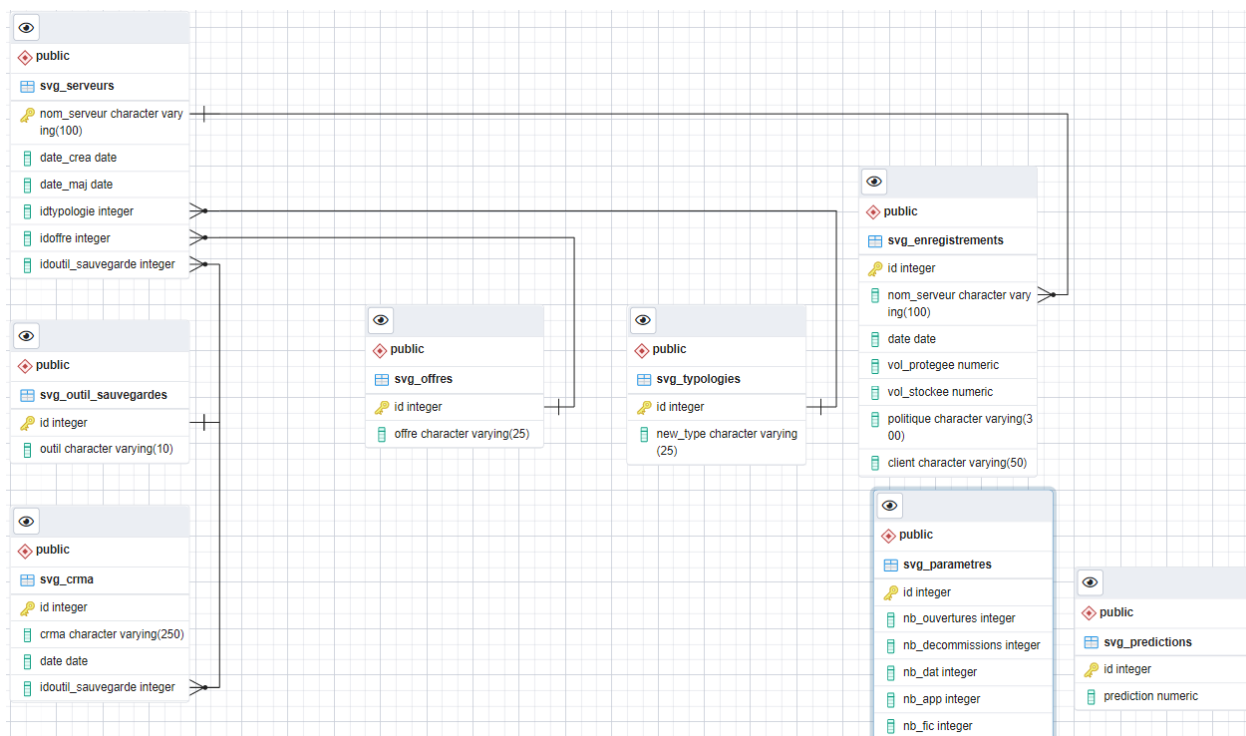 public
svg_serveurs
nom_serveur character vary
ing(100)
date_crea date
date_maj date
idtypologie integer
idoffre integer
idoutil_sauvegarde integer
public
svg_outil_sauvegardes
id integer
outil character varying(10)
public
svg_crma
id integer
crma character varying(250)
date date
idoutil_sauvegarde integer
public
svg_offres
id integer
offre character varying(25)
public
svg_typologies
id integer
new_type character varying
(25)
public
svg_enregistrements
id integer
nom_serveur character vary
ing(100)
date date
vol_protegee numeric
vol_stockee numeric
politique character varying(3
00)
client character varying(50)
public
svg_parametres
id integer
nb_ouvertures integer
nb_decommissions integer
nb_dat integer
nb_app integer
nb_fic integer
public
svg_predictions
id integer
prediction numeric